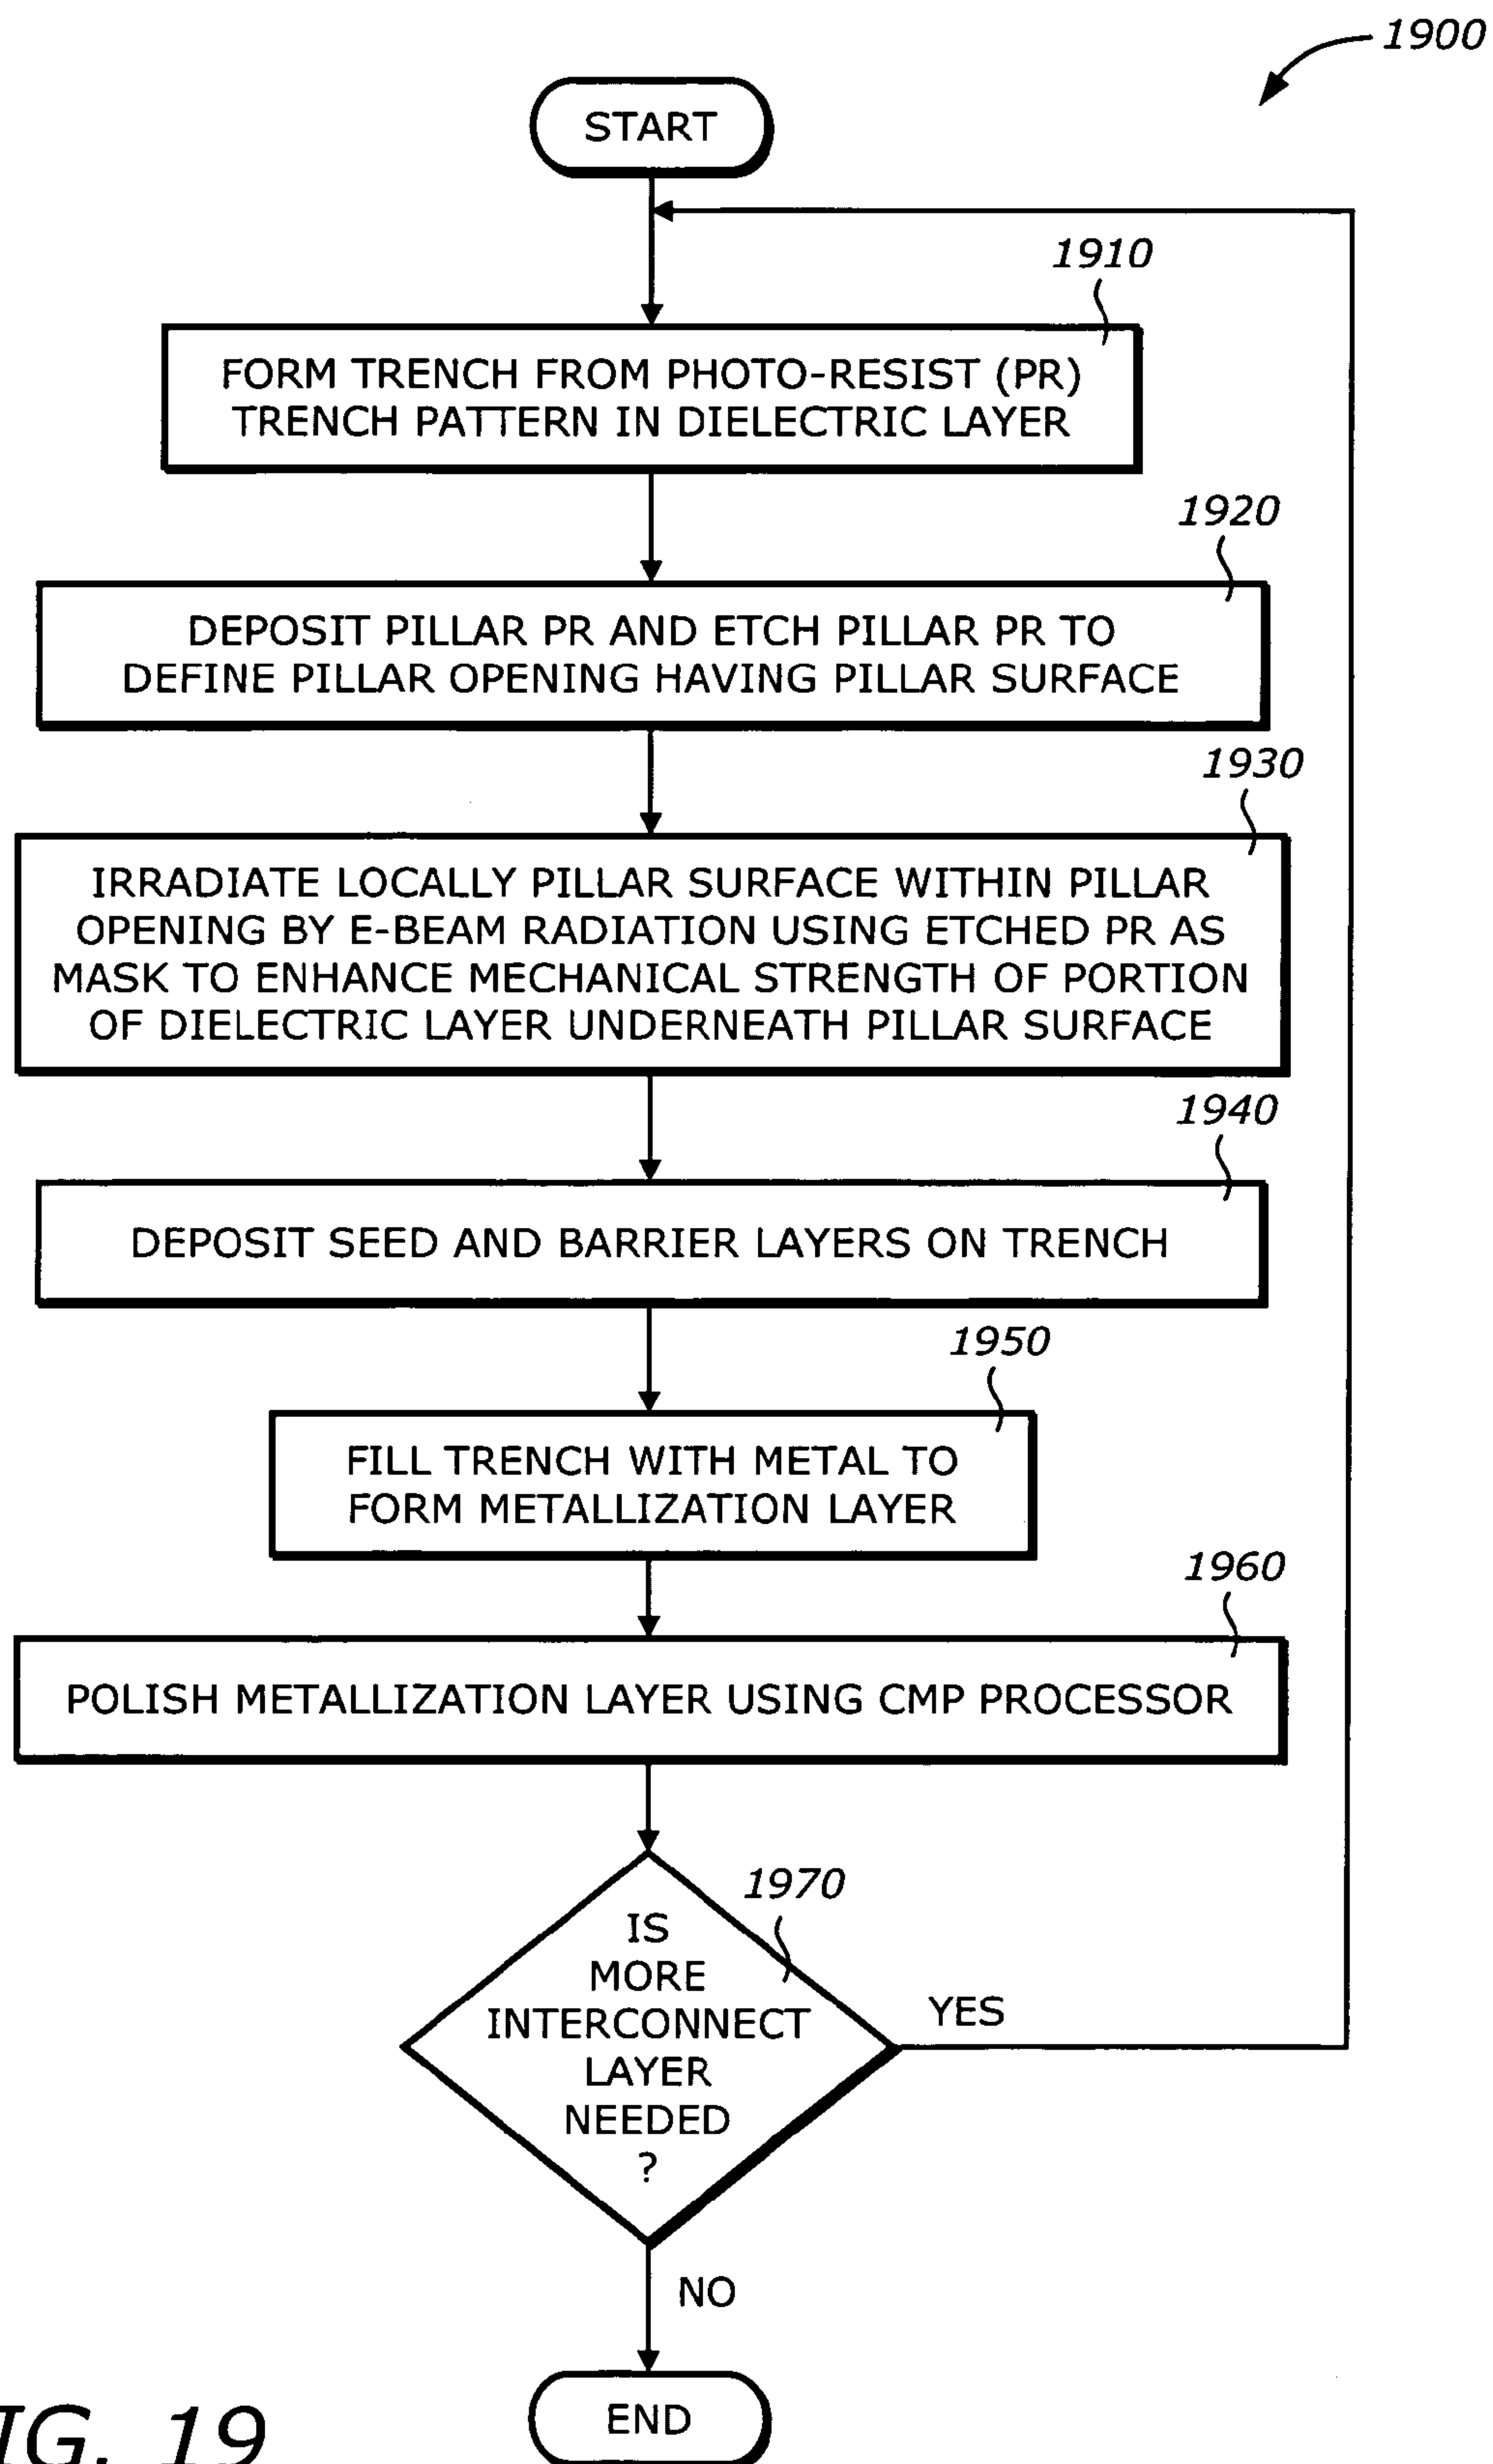 1900
START
1910
FORM TRENCH FROM PHOTO-RESIST (PR)
TRENCH PATTERN IN DIELECTRIC LAYER
1920
DEPOSIT PILLAR PR AND ETCH PILLAR PR TO
DEFINE PILLAR OPENING HAVING PILLAR SURFACE
1930
IRRADIATE LOCALLY PILLAR SURFACE WITHIN PILLAR
OPENING BY E-BEAM RADIATION USING ETCHED PR AS
MASK TO ENHANCE MECHANICAL STRENGTH OF PORTION
OF DIELECTRIC LAYER UNDERNEATH PILLAR SURFACE
1940
DEPOSIT SEED AND BARRIER LAYERS ON TRENCH
1950
FILL TRENCH WITH METAL TO
FORM METALLIZATION LAYER
1960
POLISH METALLIZATION LAYER USING CMP PROCESSOR
1970
IS
MORE
INTERCONNECT
LAYER
NEEDED
?
YES
NO
END
IG. 19